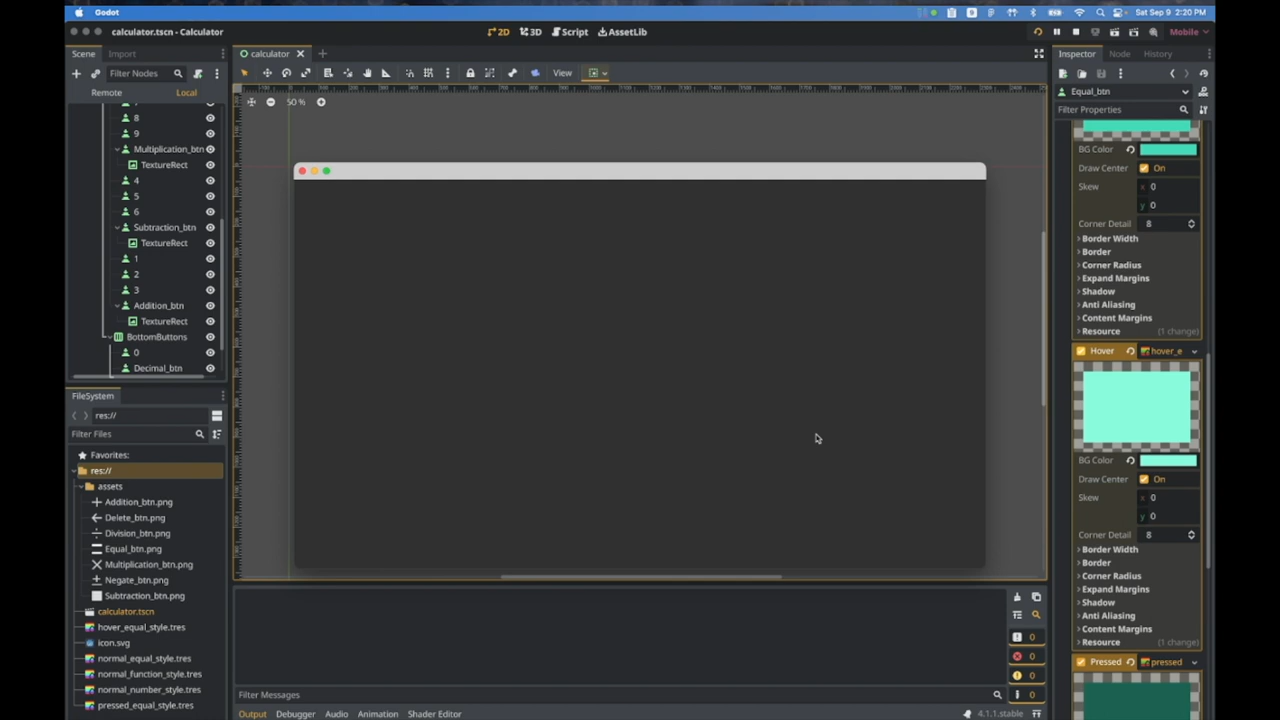 Godot
9
Sat Sep 9 2:20 PM
calculator.tscn - Calculator
2D
3D
Script
AssetLib
Mobile
Scene
Import
Filter Nodes
Remote
Local
8
9
Multiplication_btn
TextureRect
4
5
6
Subtraction_btn
TextureRect
1
2
3
Addition_btn
TextureRect
BottomButtons
0
Decimal_btn
FileSystem
res://
Filter Files
Favorites:
res://
assets
Addition_btn.png
Delete_btn.png
Division_btn.png
Equal_btn.png
Multiplication_btn.png
Negate_btn.png
Subtraction_btn.png
calculator.tscn
hover_equal_style.tres
icon.svg
normal_equal_style.tres
normal_function_style.tres
normal_number_style.tres
pressed_equal_style.tres
calculator
View
50 %
Filter Messages
0
0
0
0
Output
Debugger
Audio
Animation
Shader Editor
4.1.1.stable
Inspector
Node
History
Equal_btn
Filter Properties
BG Color
Draw Center
On
Skew
x 0
y 0
Corner Detail
8
Border Width
Border
Corner Radius
Expand Margins
Shadow
Anti Aliasing
Content Margins
Resource
(1 change)
Hover
hover_e
BG Color
Draw Center
On
Skew
x 0
y 0
Corner Detail
8
Border Width
Border
Corner Radius
Expand Margins
Shadow
Anti Aliasing
Content Margins
Resource
(1 change)
Pressed
pressed